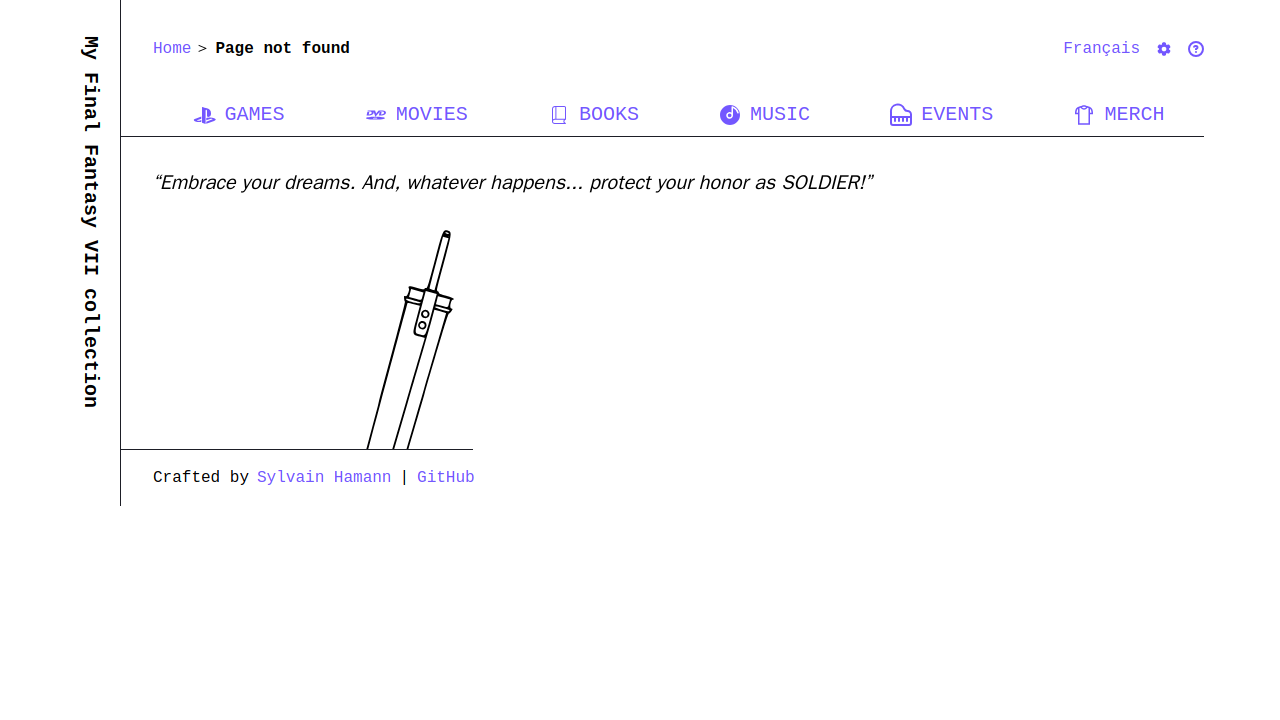 My Final Fantasy VII collection
Home > Page not found
Français
GAMES
MOVIES
BOOKS
MUSIC
EVENTS
MERCH
“Embrace your dreams. And, whatever happens... protect your honor as SOLDIER!”
Crafted by Sylvain Hamann | GitHub